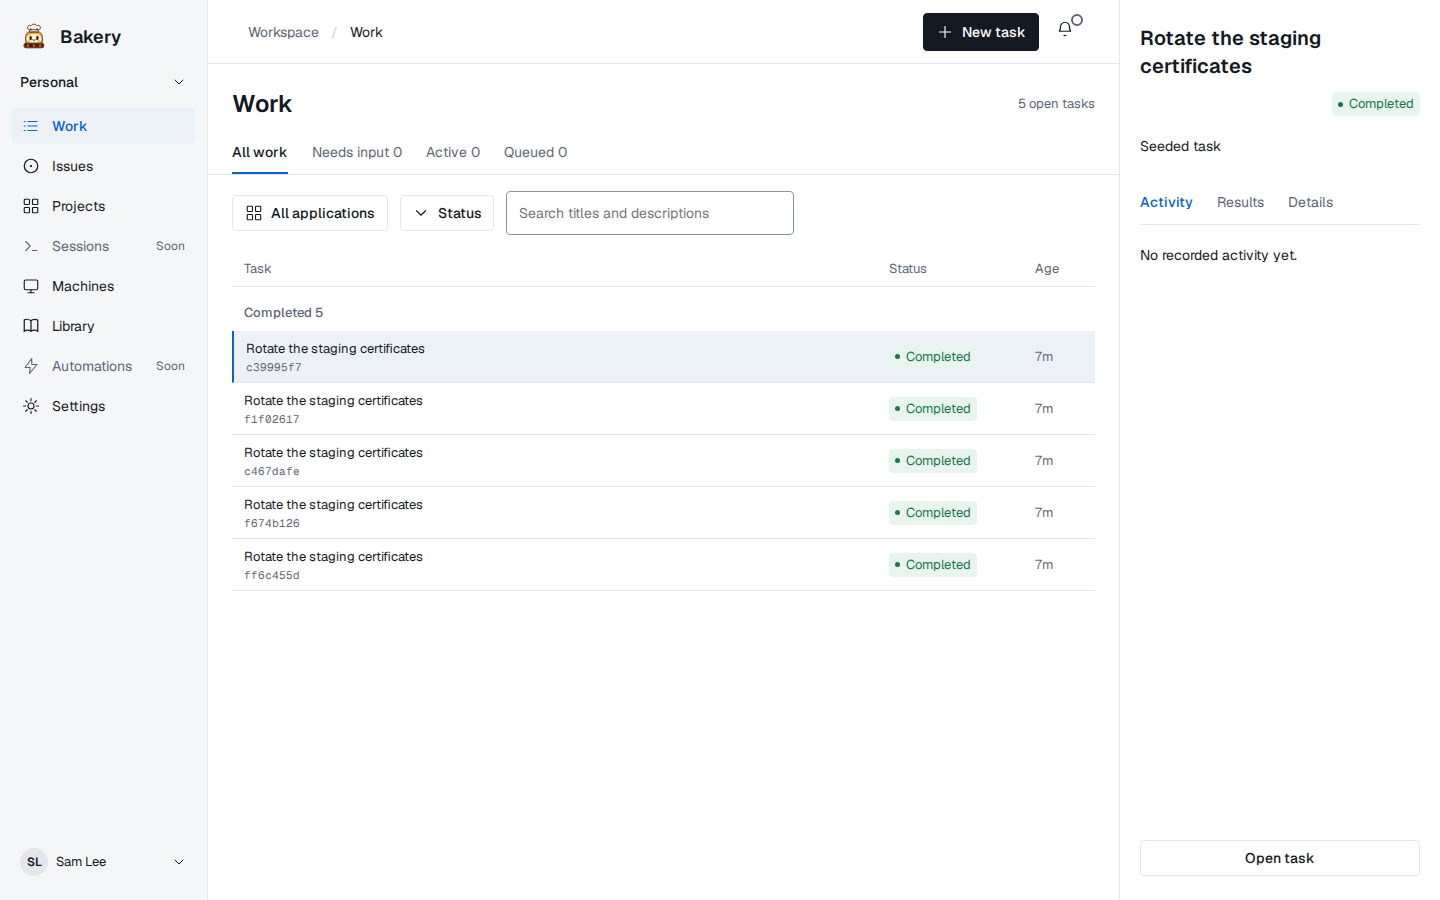 Bakery
Personal
Work
Issues
Projects
Sessions Soon
Machines
Library
Automations Soon
Settings
SL Sam Lee
Workspace / Work
New task
Work
5 open tasks
All work Needs input 0 Active 0 Queued 0
All applications Status Search titles and descriptions
Task Status Age
Completed 5
Rotate the staging certificates Completed 7m
c39995f7
Rotate the staging certificates Completed 7m
f1f02617
Rotate the staging certificates Completed 7m
c467dafe
Rotate the staging certificates Completed 7m
f674b126
Rotate the staging certificates Completed 7m
ff6c455d
Rotate the staging
certificates
Completed
Seeded task
Activity Results Details
No recorded activity yet.
Open task